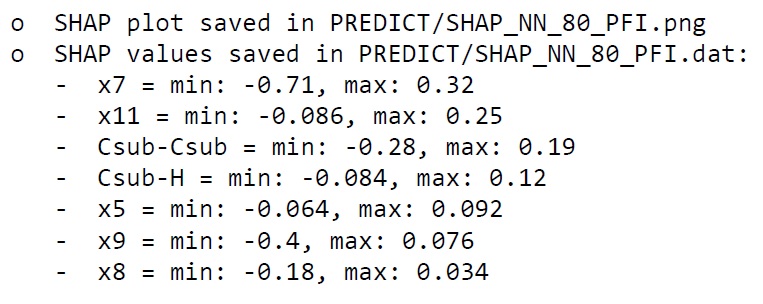 o SHAP plot saved in PREDICT/SHAP_NN_80_PFI.png
o SHAP values saved in PREDICT/SHAP_NN_80_PFI.dat:
- x7 = min: -0.71, max: 0.32
- x11 = min: -0.086, max: 0.25
- Csub-Csub = min: -0.28, max: 0.19
- Csub-H = min: -0.084, max: 0.12
- x5 = min: -0.064, max: 0.092
- x9 = min: -0.4, max: 0.076
- x8 = min: -0.18, max: 0.034